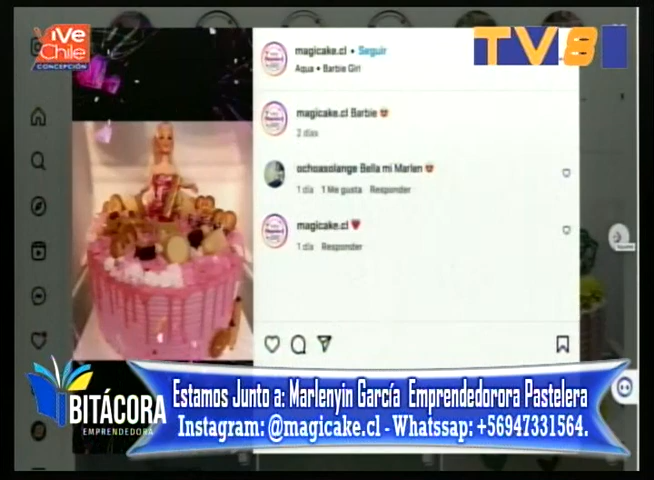 ViVe
Chile
CONCEPCIÓN
TV8
magicake.cl • Seguir
Aqua • Barbie Girl
magicake.cl Barbie 😍
2 días
ochoasolange Bella mi Marlen 😍
1 día 1 Me gusta Responder
magicake.cl 💗
1 día Responder
BITÁCORA
EMPRENDEDORA
Estamos Junto a: Marlenyin García Emprendedorora Pastelera
Instagram: @magicake.cl - Whatssap: +56947331564.